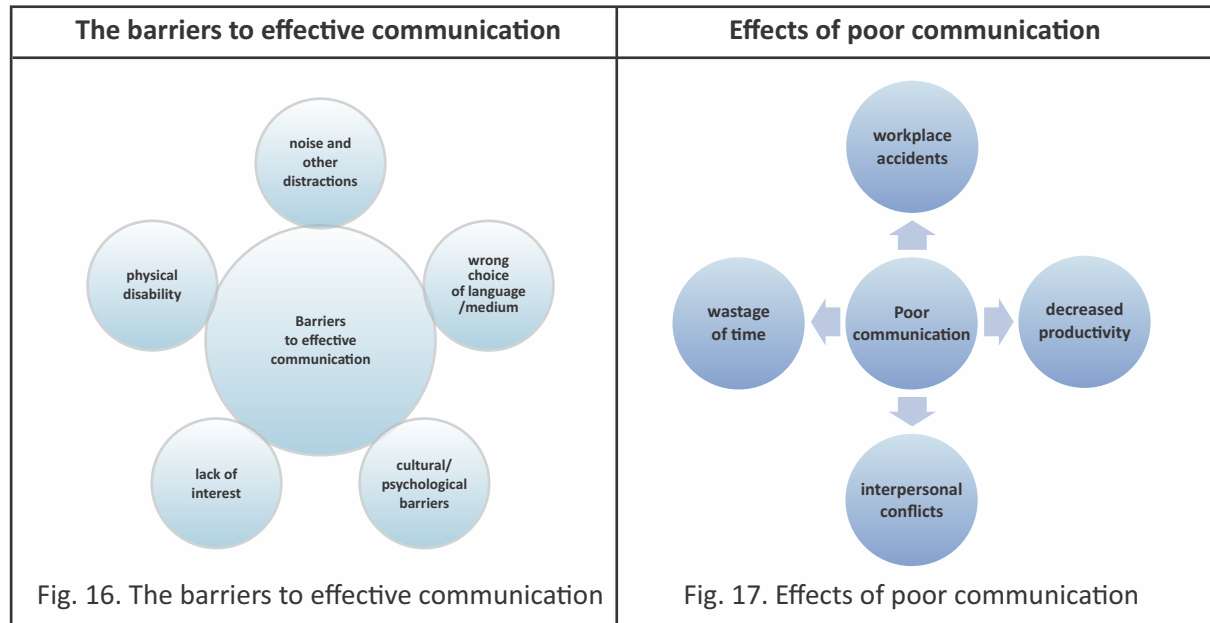 The barriers to effective communication
noise and
other
distractions
physical
disability
wrong
choice
of language
/medium
Barriers
to effective
communication
lack of
interest
cultural/
psychological
barriers
Fig. 16. The barriers to effective communication
Effects of poor communication
workplace
accidents
wastage
of time
Poor
communication
decreased
productivity
interpersonal
conflicts
Fig. 17. Effects of poor communication